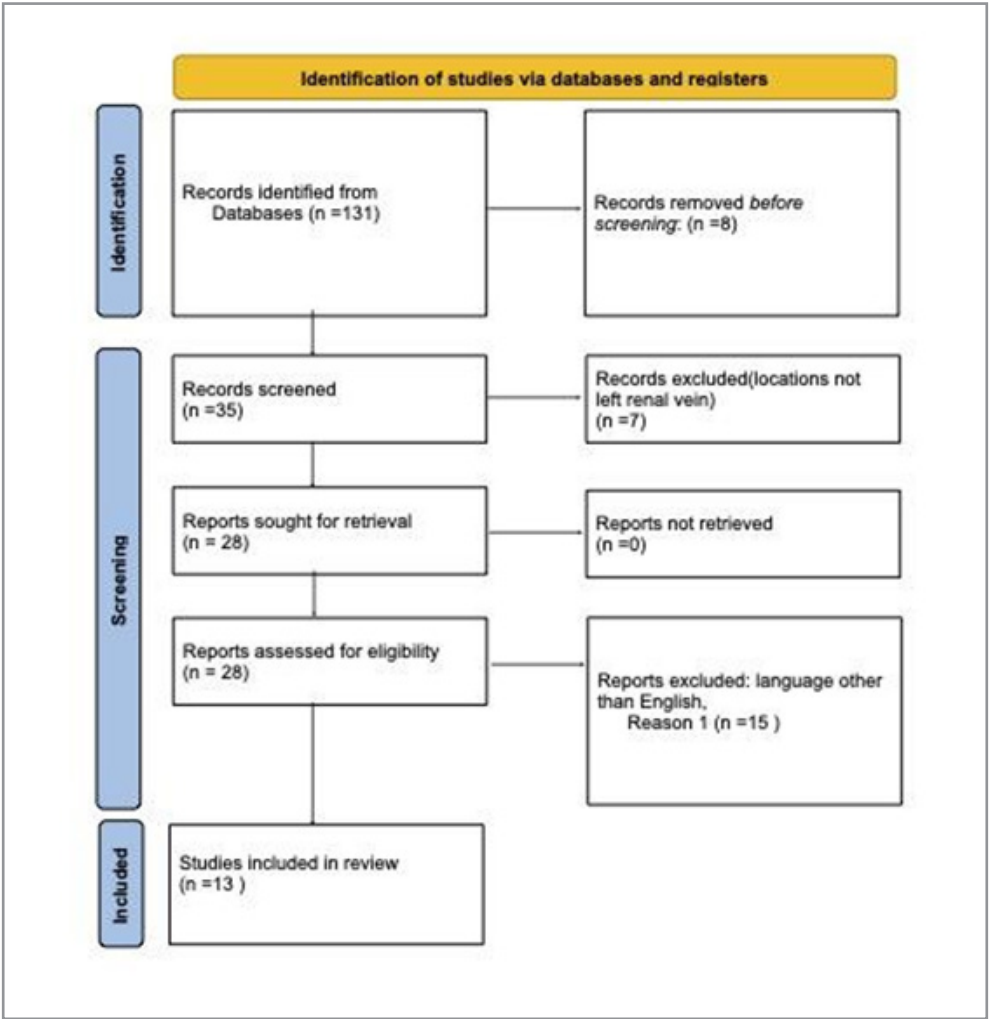 Identification of studies via databases and registers
Identification
Records identified from
Databases (n =131)
Records removed before
screening: (n =8)
Screening
Records screened
(n =35)
Records excluded(locations not
left renal vein)
(n =7)
Reports sought for retrieval
(n = 28)
Reports not retrieved
(n =0)
Reports assessed for eligibility
(n = 28)
Reports excluded: language other
than English,
Reason 1 (n =15 )
Included
Studies included in review
(n =13 )